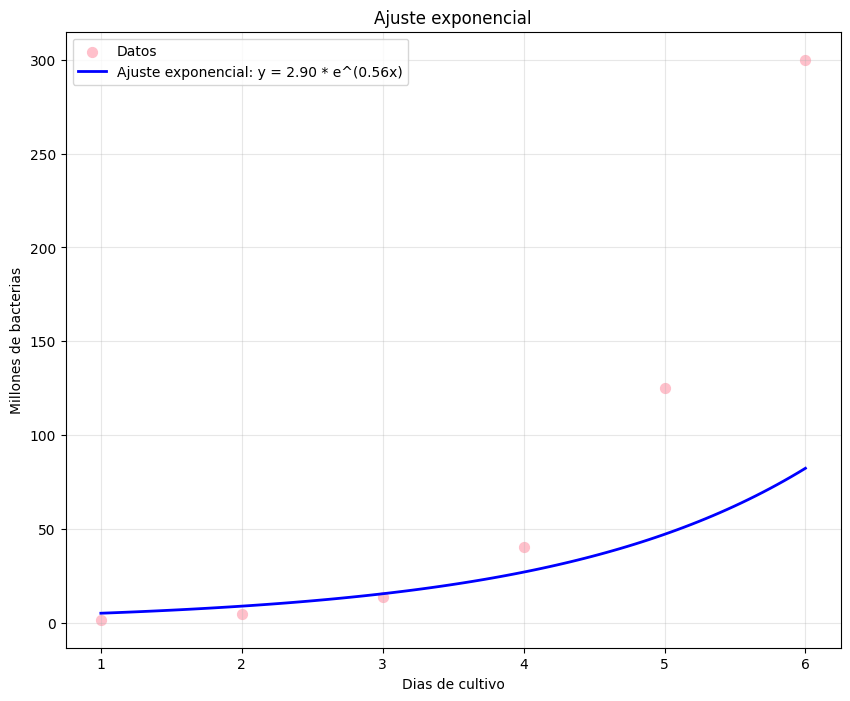 Ajuste exponencial
Datos
Ajuste exponencial: y = 2.90 * e^(0.56x)
300
250
200
150
100
50
0
Millones de bacterias
1 2 3 4 5 6
Dias de cultivo